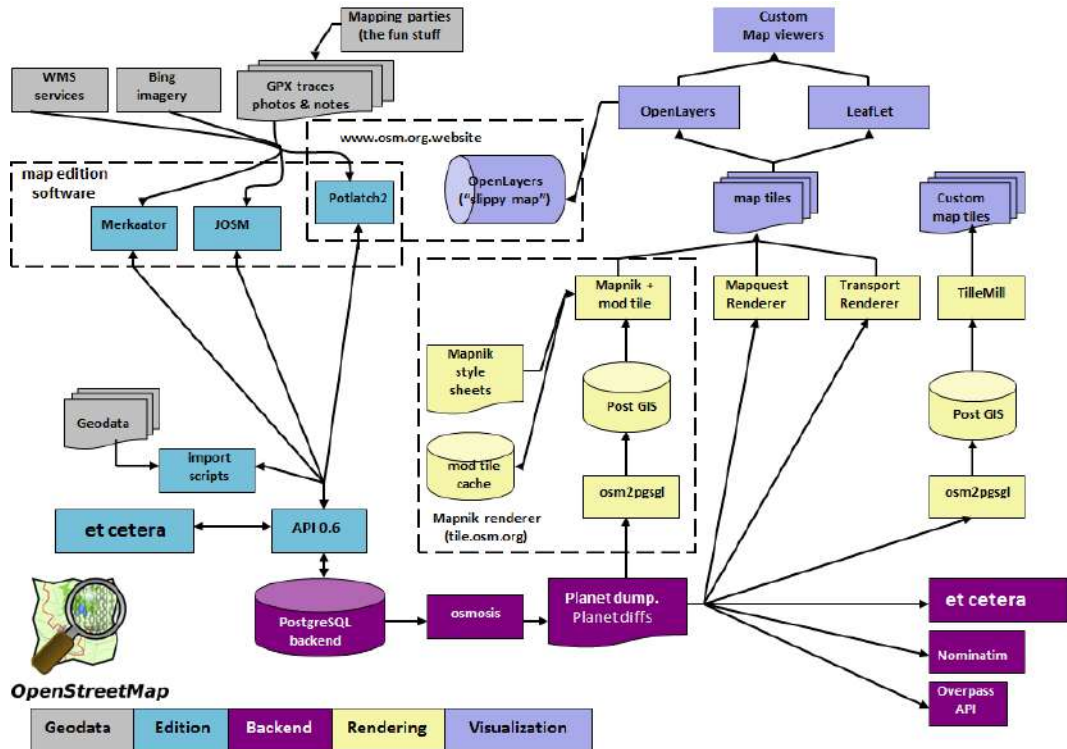 Mapping parties
(the fun stuff
Custom
Map viewers
WMS
services
Bing
imagery
GPX traces
photos & notes
OpenLayers
LeafLet
www.osm.org.website
map edition
software
Merkaator
JOSM
Potlatch2
OpenLayers
("slippy map")
map tiles
Custom
map tiles
Mapnik +
mod tile
Mapquest
Renderer
Transport
Renderer
TilleMill
Mapnik
style
sheets
Post GIS
Post GIS
Geodata
import
scripts
mod tile
cache
osm2pgsgl
osm2pgsgl
Mapnik renderer
(tile.osm.org)
et cetera
API 0.6
PostgreSQL
backend
osmosis
Planet dump.
Planet diffs
et cetera
Nominatim
Overpass
API
OpenStreetMap
Geodata
Edition
Backend
Rendering
Visualization